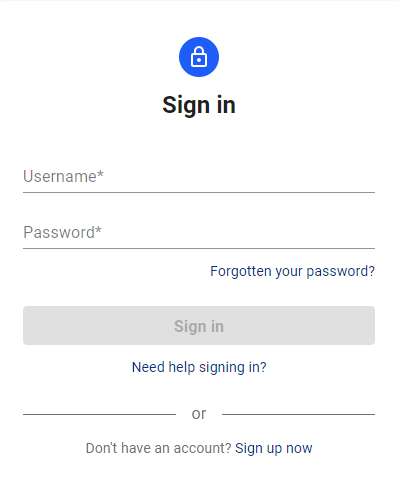 Sign in
Username*
Password*
Forgotten your password?
Sign in
Need help signing in?
or
Don't have an account? Sign up now